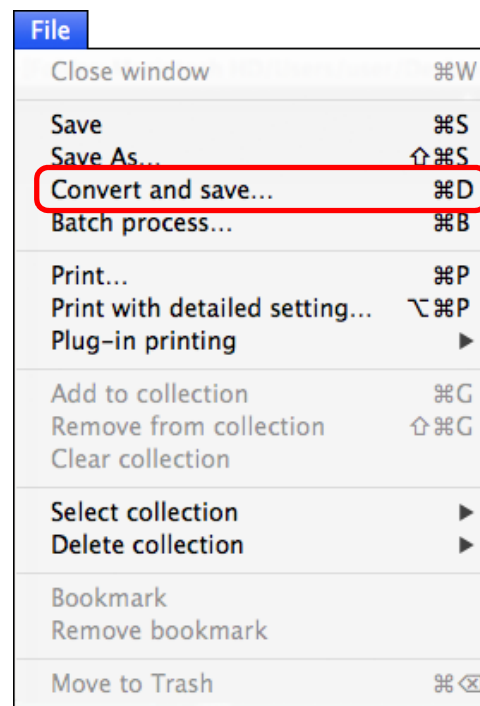 File
Close window ⌘W
Save ⌘S
Save As... ⇧⌘S
Convert and save... ⌘D
Batch process... ⌘B
Print... ⌘P
Print with detailed setting... ⌥⌘P
Plug-in printing ▶
Add to collection ⌘G
Remove from collection ⇧⌘G
Clear collection
Select collection ▶
Delete collection ▶
Bookmark
Remove bookmark
Move to Trash ⌘⌫